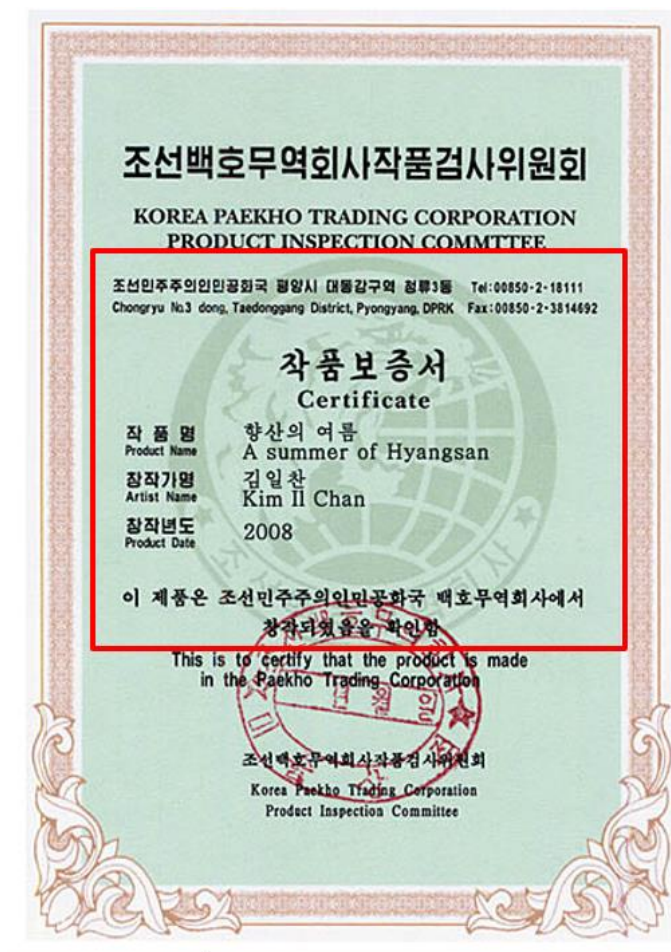 조선백호무역회사작품검사위원회
KOREA PAEKHO TRADING CORPORATION
PRODUCT INSPECTION COMMTTEE
조선민주주의인민공화국 평양시 대동강구역 청류3동 Tel:00850-2-18111
Chongryu No.3 dong, Taedonggang District, Pyongyang, DPRK Fax:00850-2-3814692
작품보증서
Certificate
작 품 명 향산의 여름
Product Name A summer of Hyangsan
창작가명 김일찬
Artist Name Kim Il Chan
창작년도 2008
Product Date
이 제품은 조선민주주의인민공화국 백호무역회사에서
창작되였음을 확인함
This is to certify that the product is made
in the Paekho Trading Corporation
조선백호무역회사작품검사위원회
Korea Paekho Trading Corporation
Product Inspection Committee